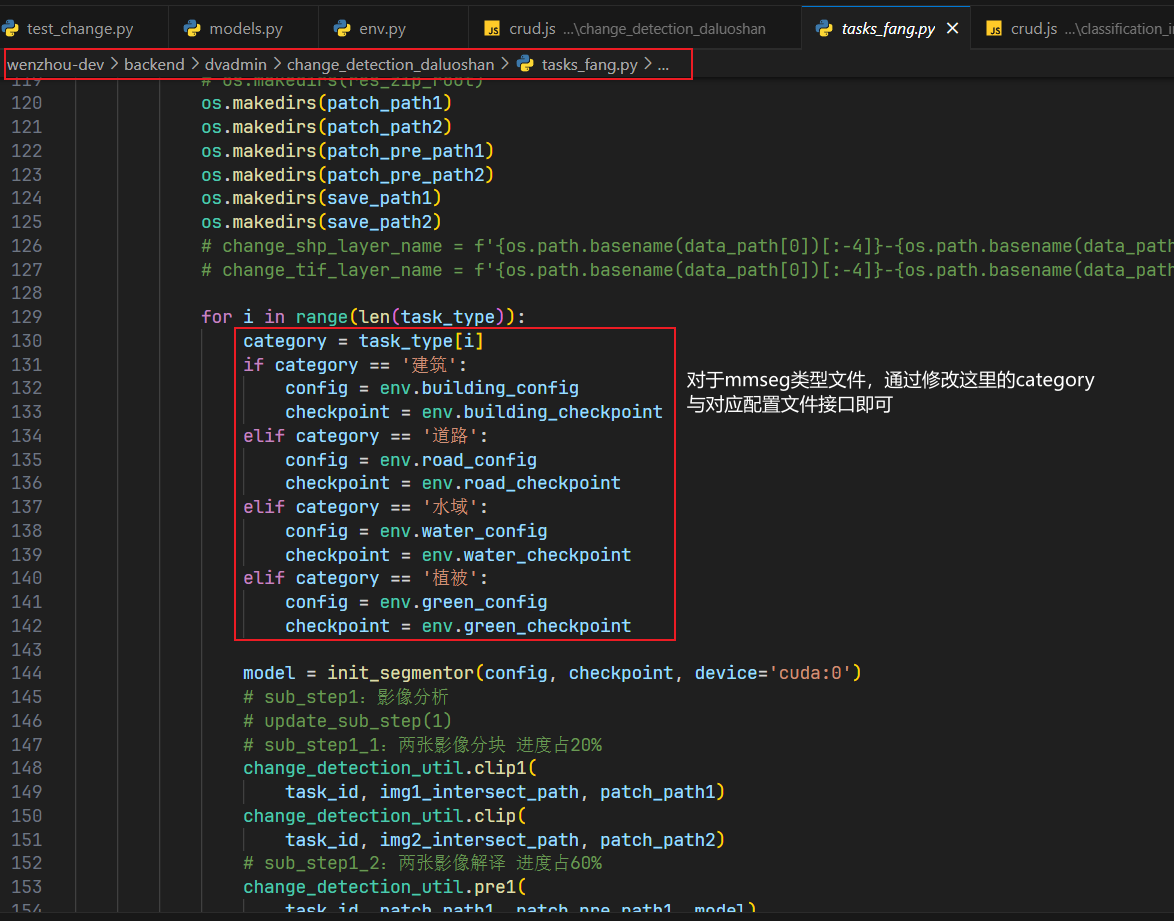 test_change.py models.py env.py JS crud.js ...\change_detection_daluoshan tasks_fang.py × JS crud.js ...\classification_i
wenzhou-dev > backend > dvadmin > change_detection_daluoshan > tasks_fang.py > ...
119 # os.makedirs(res_zip_root)
120 os.makedirs(patch_path1)
121 os.makedirs(patch_path2)
122 os.makedirs(patch_pre_path1)
123 os.makedirs(patch_pre_path2)
124 os.makedirs(save_path1)
125 os.makedirs(save_path2)
126 # change_shp_layer_name = f'{os.path.basename(data_path[0])[:-4]}-{os.path.basename(data_path
127 # change_tif_layer_name = f'{os.path.basename(data_path[0])[:-4]}-{os.path.basename(data_path
128
129 for i in range(len(task_type)):
130 category = task_type[i]
131 if category == '建筑':
132 config = env.building_config
133 checkpoint = env.building_checkpoint
134 elif category == '道路':
135 config = env.road_config
136 checkpoint = env.road_checkpoint
137 elif category == '水域':
138 config = env.water_config
139 checkpoint = env.water_checkpoint
140 elif category == '植被':
141 config = env.green_config
142 checkpoint = env.green_checkpoint
对于mmseg类型文件，通过修改这里的category
与对应配置文件接口即可
143
144 model = init_segmentor(config, checkpoint, device='cuda:0')
145 # sub_step1：影像分析
146 # update_sub_step(1)
147 # sub_step1_1：两张影像分块 进度占20%
148 change_detection_util.clip1(
149 task_id, img1_intersect_path, patch_path1)
150 change_detection_util.clip(
151 task_id, img2_intersect_path, patch_path2)
152 # sub_step1_2：两张影像解译 进度占60%
153 change_detection_util.pre1(
154 task_id, patch_path1, patch_pre_path1, model)